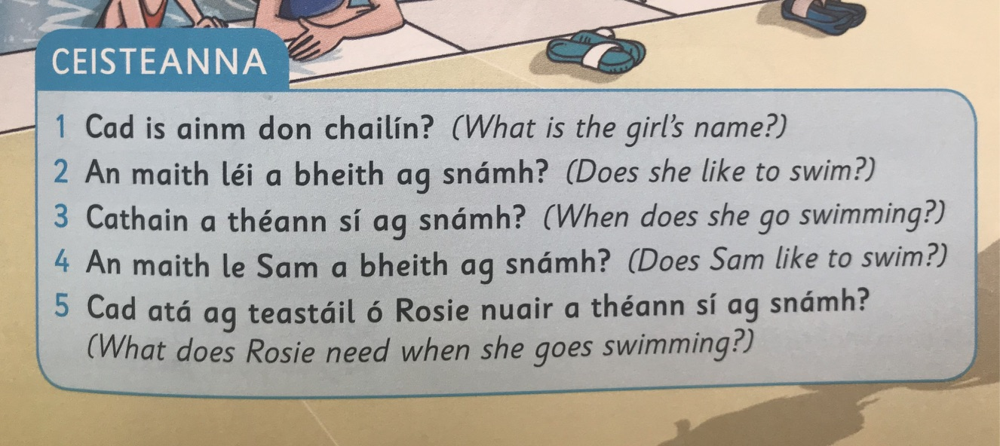 CEISTEANNA
1 Cad is ainm don chailín? (What is the girl's name?)
2 An maith léi a bheith ag snámh? (Does she like to swim?)
3 Cathain a théann sí ag snámh? (When does she go swimming?)
4 An maith le Sam a bheith ag snámh? (Does Sam like to swim?)
5 Cad atá ag teastáil ó Rosie nuair a théann sí ag snámh?
(What does Rosie need when she goes swimming?)